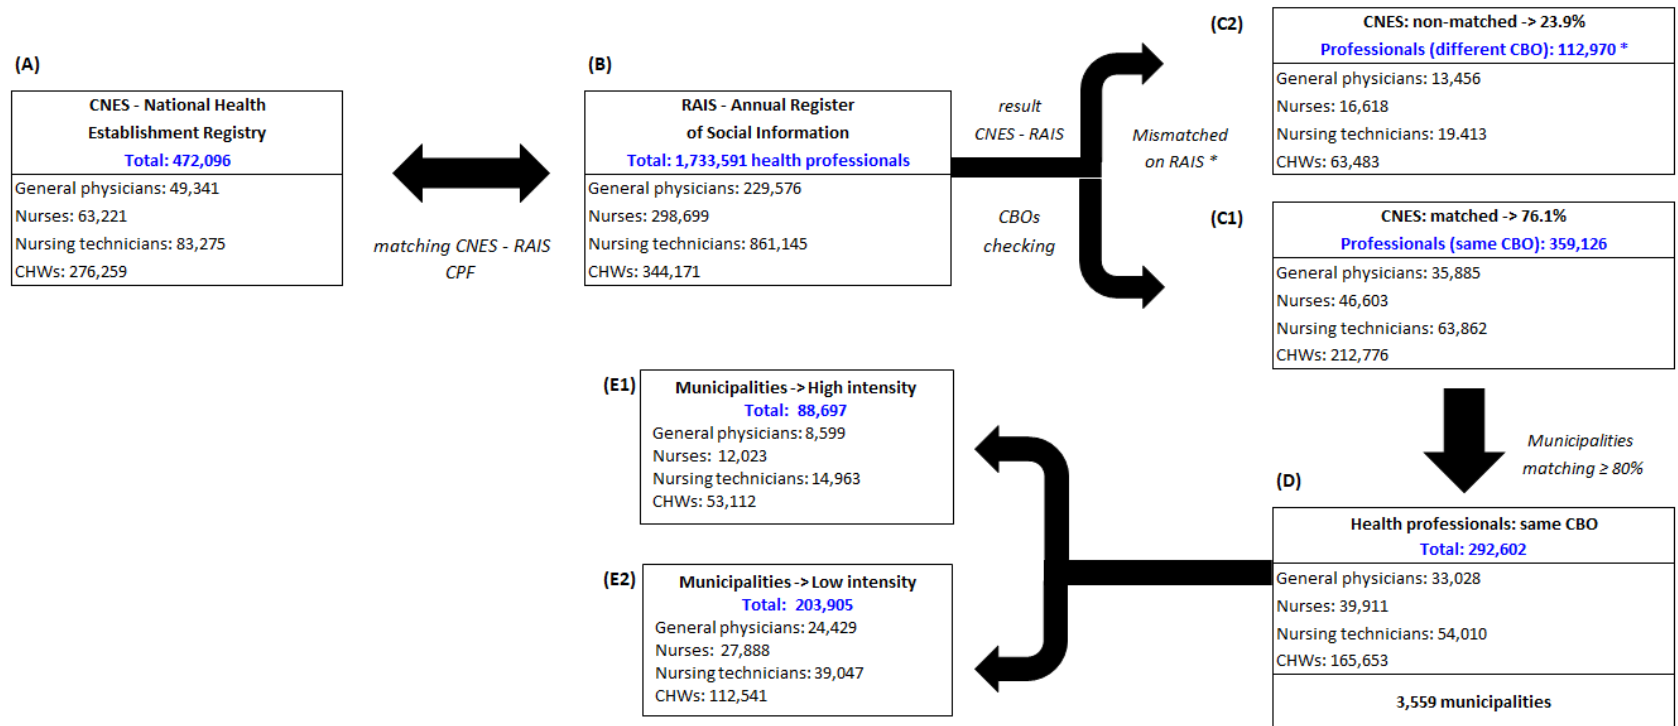 (A)
CNES - National Health
Establishment Registry
Total: 472,096
General physicians: 49,341
Nurses: 63,221
Nursing technicians: 83,275
CHWs: 276,259
matching CNES - RAIS
CPF
(B)
RAIS - Annual Register
of Social Information
Total: 1,733,591 health professionals
General physicians: 229,576
Nurses: 298,699
Nursing technicians: 861,145
CHWs: 344,171
result
CNES - RAIS
CBOs
checking
Mismatched
on RAIS *
(C2)
CNES: non-matched -> 23.9%
Professionals (different CBO): 112,970 *
General physicians: 13,456
Nurses: 16,618
Nursing technicians: 19.413
CHWs: 63,483
(C1)
CNES: matched -> 76.1%
Professionals (same CBO): 359,126
General physicians: 35,885
Nurses: 46,603
Nursing technicians: 63,862
CHWs: 212,776
Municipalities
matching ≥ 80%
(D)
Health professionals: same CBO
Total: 292,602
General physicians: 33,028
Nurses: 39,911
Nursing technicians: 54,010
CHWs: 165,653
3,559 municipalities
(E1)
Municipalities -> High intensity
Total: 88,697
General physicians: 8,599
Nurses: 12,023
Nursing technicians: 14,963
CHWs: 53,112
(E2)
Municipalities -> Low intensity
Total: 203,905
General physicians: 24,429
Nurses: 27,888
Nursing technicians: 39,047
CHWs: 112,541